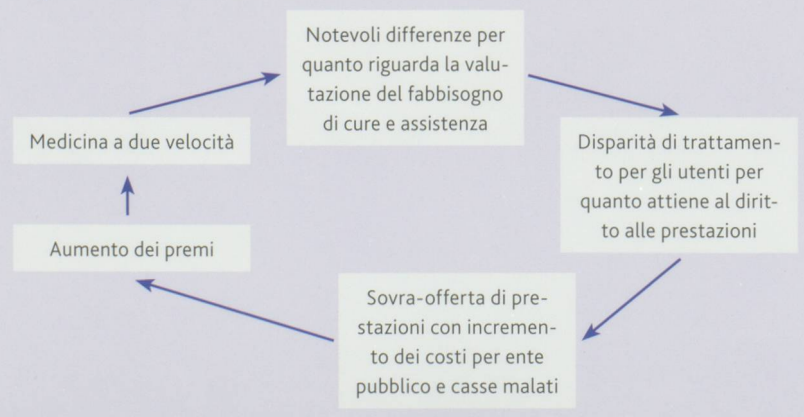 Notevoli differenze per
quanto riguarda la valu-
tazione del fabbisogno
di cure e assistenza
Disparità di trattamen-
to per gli utenti per
quanto attiene al dirit-
to alle prestazioni
Sovra-offerta di pre-
stazioni con incremen-
to dei costi per ente
pubblico e casse malati
Aumento dei premi
Medicina a due velocità